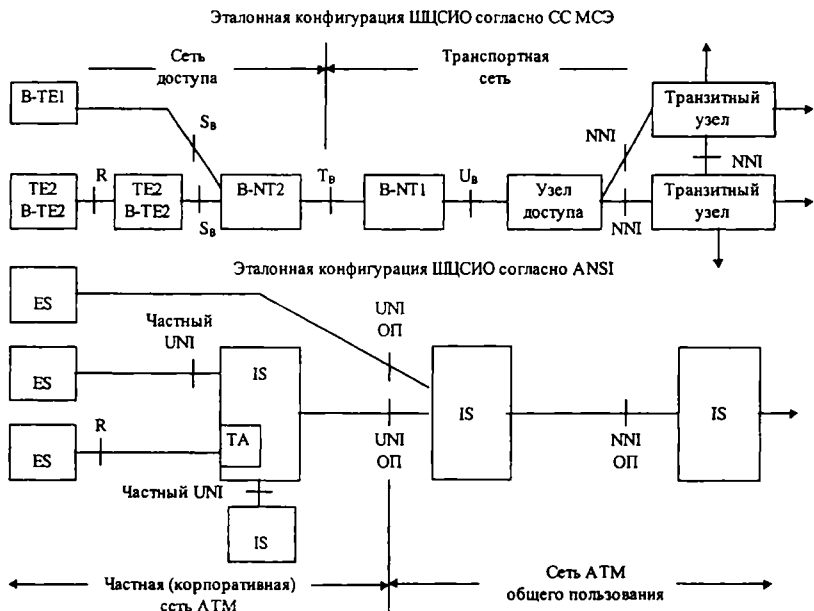 Эталонная конфигурация ШЦСИО согласно СС МСЭ
Сеть
доступа
Транспортная
сеть
B-TE1
S_B
Транзитный
узел
NNI
NNI
TE2
B-TE2
R
TE2
B-TE2
S_B
B-NT2
T_B
B-NT1
U_B
Узел
доступа
NNI
Транзитный
узел
Эталонная конфигурация ШЦСИО согласно ANSI
ES
UNI
ОП
Частный
UNI
ES
IS
IS
IS
UNI
ОП
NNI
ОП
R
ES
TA
Частный UNI
IS
Частная (корпоративная)
сеть ATM
Сеть ATM
общего пользования